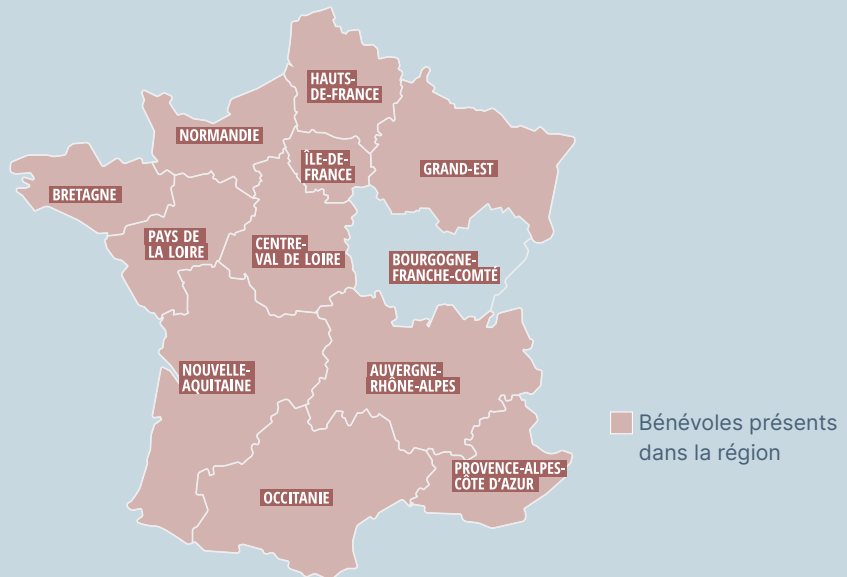 HAUTS-
DE-FRANCE
NORMANDIE
ÎLE-DE-
FRANCE
GRAND-EST
BRETAGNE
PAYS DE
LA LOIRE
CENTRE-
VAL DE LOIRE
BOURGOGNE-
FRANCHE-COMTÉ
NOUVELLE-
AQUITAINE
AUVERGNE-
RHÔNE-ALPES
Bénévoles présents
dans la région
PROVENCE-ALPES-
CÔTE D'AZUR
OCCITANIE